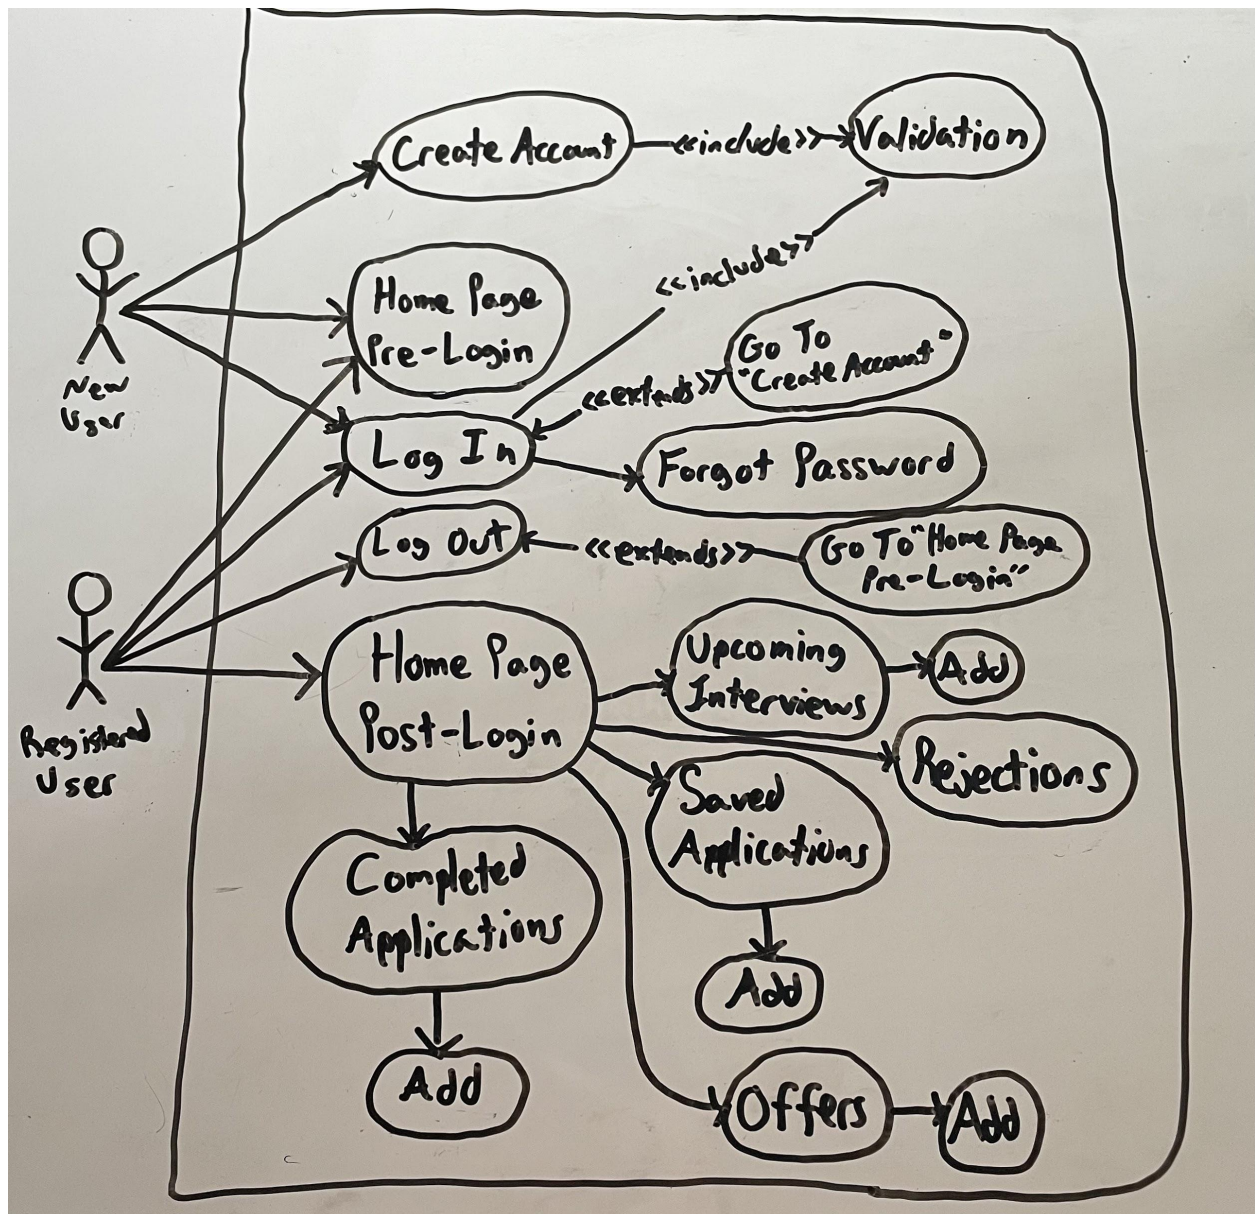 Create Account
<<include>>
Validation
<<include>>
Home Page
Pre-Login
Go To
"Create Account"
<<extends>>
New
User
Log In
Forgot Password
Log Out
<<extends>>
Go To "Home Page
Pre-Login"
Registered
User
Home Page
Post-Login
Upcoming
Interviews
Add
Rejections
Saved
Applications
Add
Completed
Applications
Add
Offers
Add